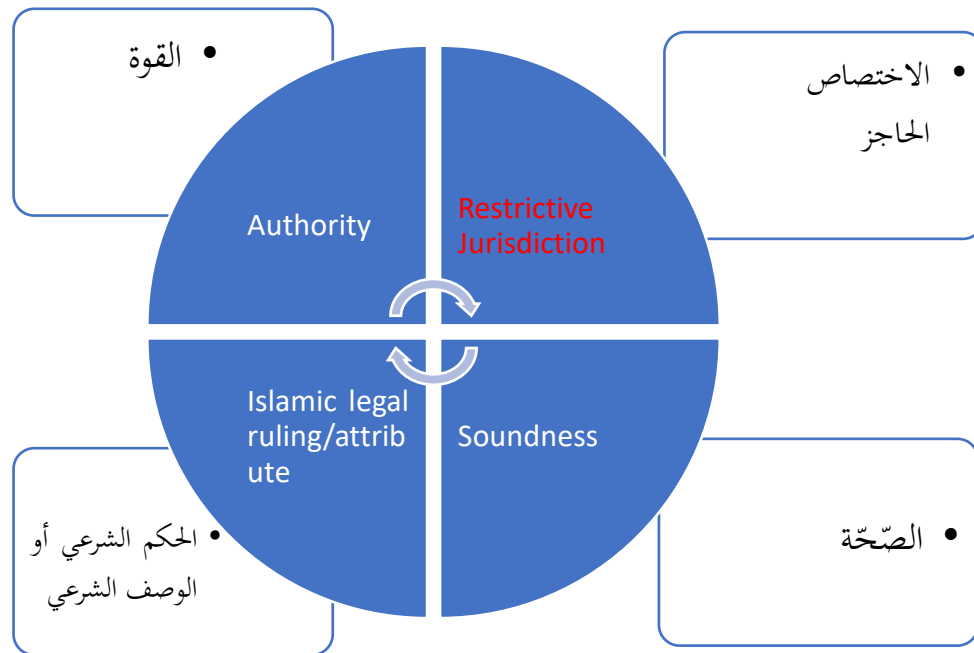 • القوة
• الاختصاص
الحاجز
Authority
Restrictive
Jurisdiction
Islamic legal
ruling/attrib
ute
Soundness
• الحكم الشرعي أو
الوصف الشرعي
• الصّحّة